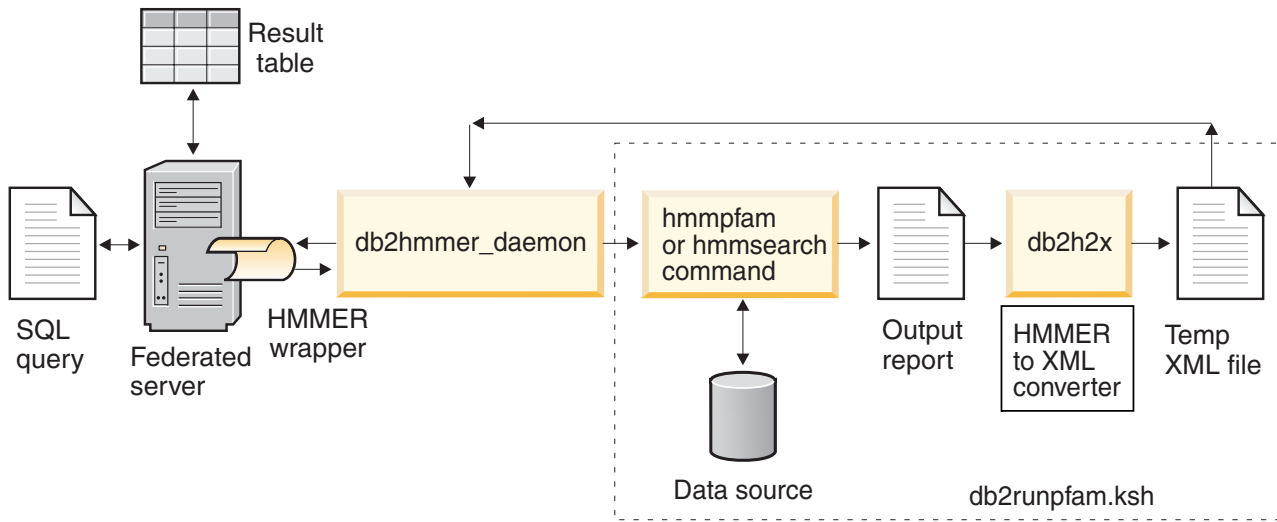 Result
table
SQL
query
Federated
server
HMMER
wrapper
db2hmmer_daemon
hmmpfam
or hmmsearch
command
Data source
Output
report
db2h2x
HMMER
to XML
converter
Temp
XML file
db2runpfam.ksh